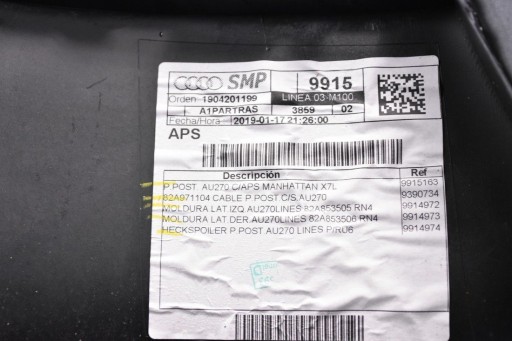 SMP 9915
Orden: 1904201199 LINEA 03-M100
A1PARTRAS 3859 02
Fecha/Hora 2019-01-17 21:26:00
APS
Descripción Ref
P POST. AU270 C/APS MANHATTAN X7L 9915163
82A971104 CABLE P.POST C/S.AU270 9390734
MOLDURA LAT IZQ AU270LINES 82A853505 RN4 9914972
MOLDURA LAT DER AU270LINES 82A853506 RN4 9914973
HECKSPOILER P POST AU270 LINES PIRU6 9914974